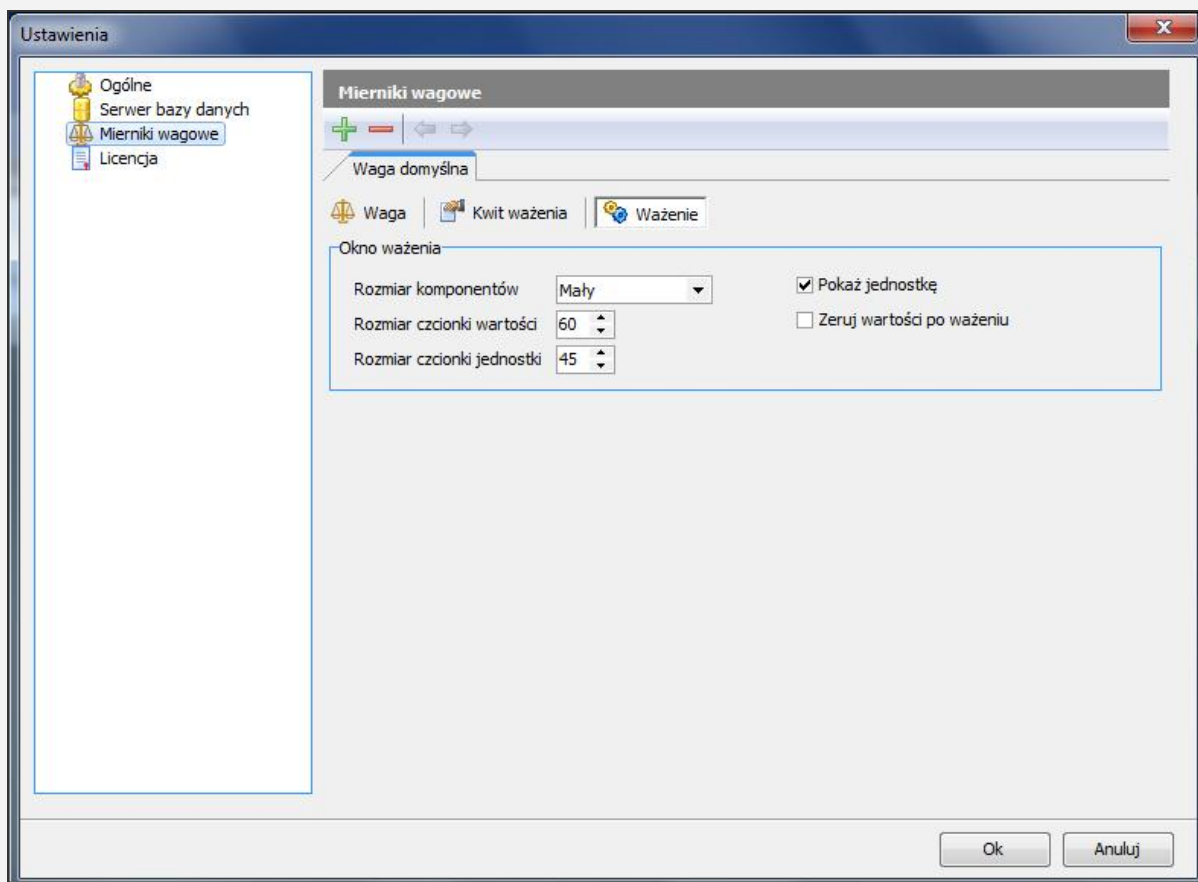 Ustawienia
Ogólne
Serwer bazy danych
Mierniki wagowe
Licencja
Mierniki wagowe
Waga domyślna
Waga
Kwit ważenia
Ważenie
Okno ważenia
Rozmiar komponentów
Mały
Pokaż jednostkę
Rozmiar czcionki wartości
60
Zeruj wartości po ważeniu
Rozmiar czcionki jednostki
45
Ok
Anuluj